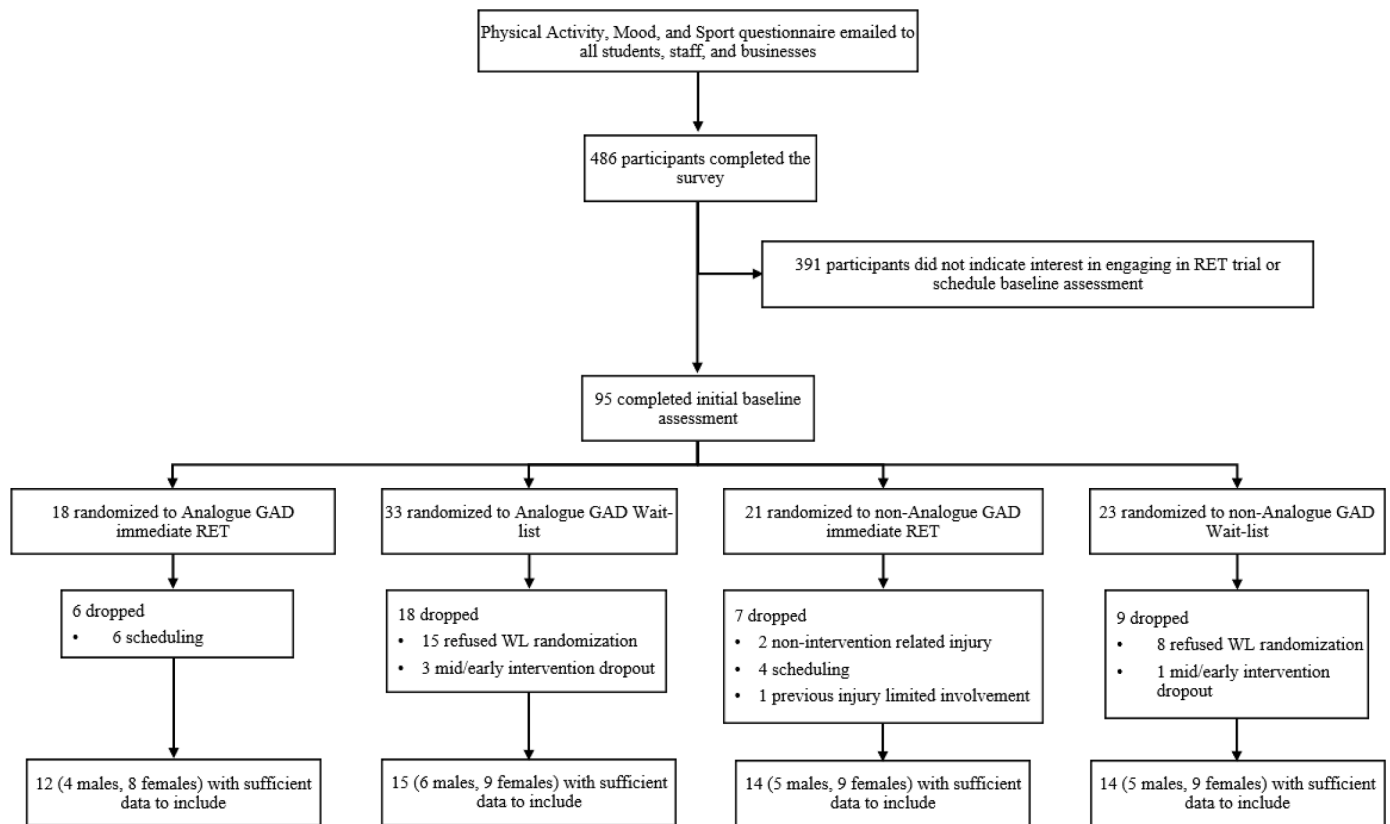 Physical Activity, Mood, and Sport questionnaire emailed to
all students, staff, and businesses
486 participants completed the
survey
391 participants did not indicate interest in engaging in RET trial or
schedule baseline assessment
95 completed initial baseline
assessment
18 randomized to Analogue GAD
immediate RET
33 randomized to Analogue GAD Wait-
list
21 randomized to non-Analogue GAD
immediate RET
23 randomized to non-Analogue GAD
Wait-list
6 dropped
• 6 scheduling
18 dropped
• 15 refused WL randomization
• 3 mid/early intervention dropout
7 dropped
• 2 non-intervention related injury
• 4 scheduling
• 1 previous injury limited involvement
9 dropped
• 8 refused WL randomization
• 1 mid/early intervention
dropout
12 (4 males, 8 females) with sufficient
data to include
15 (6 males, 9 females) with sufficient
data to include
14 (5 males, 9 females) with sufficient
data to include
14 (5 males, 9 females) with sufficient
data to include